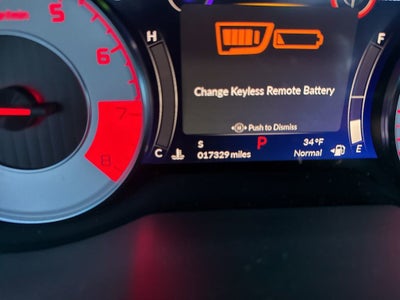 5
6
7
8
H
F
Change Keyless Remote Battery
Push to Dismiss
S
P
34°F
C
017329 miles
Normal
E